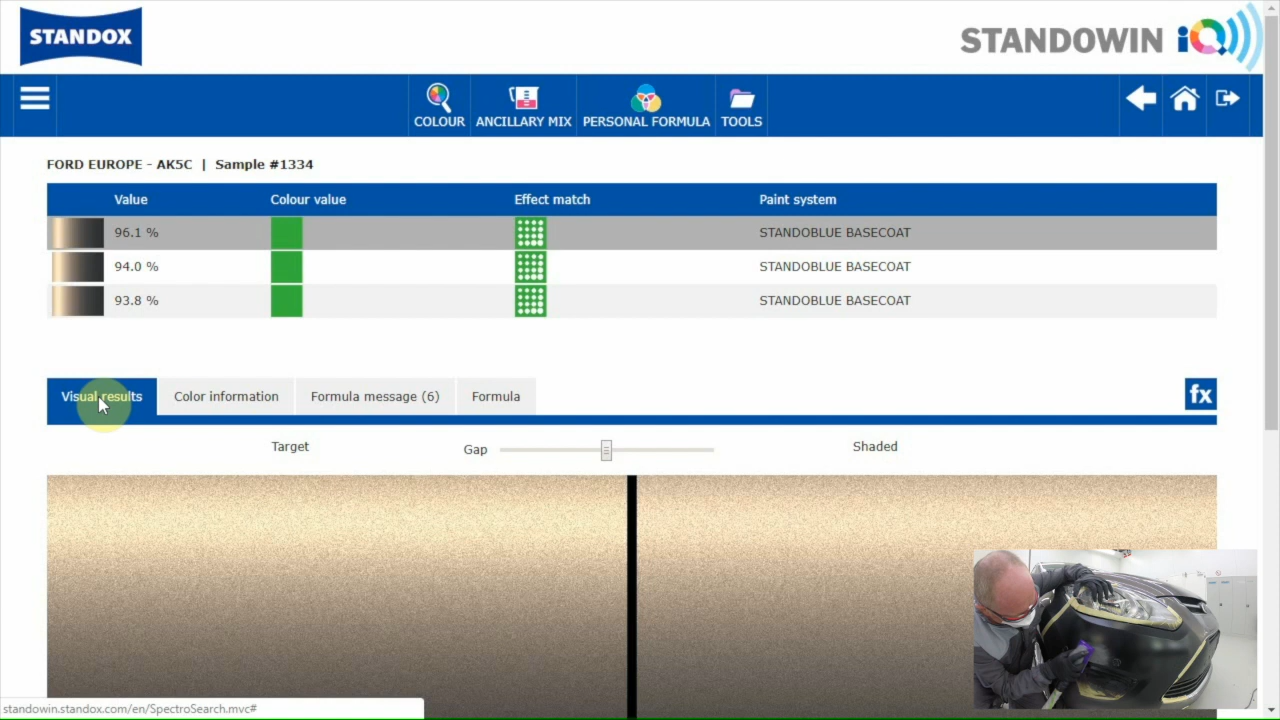 STANDOX
STANDOWIN iQ
COLOUR
ANCILLARY MIX
PERSONAL FORMULA
TOOLS
FORD EUROPE - AK5C | Sample #1334
Value Colour value Effect match Paint system
96.1 % STANDOBLUE BASECOAT
94.0 % STANDOBLUE BASECOAT
93.8 % STANDOBLUE BASECOAT
Visual results Color information Formula message (6) Formula fx
Target Gap Shaded
standowin.standox.com/en/SpectroSearch.mvc#